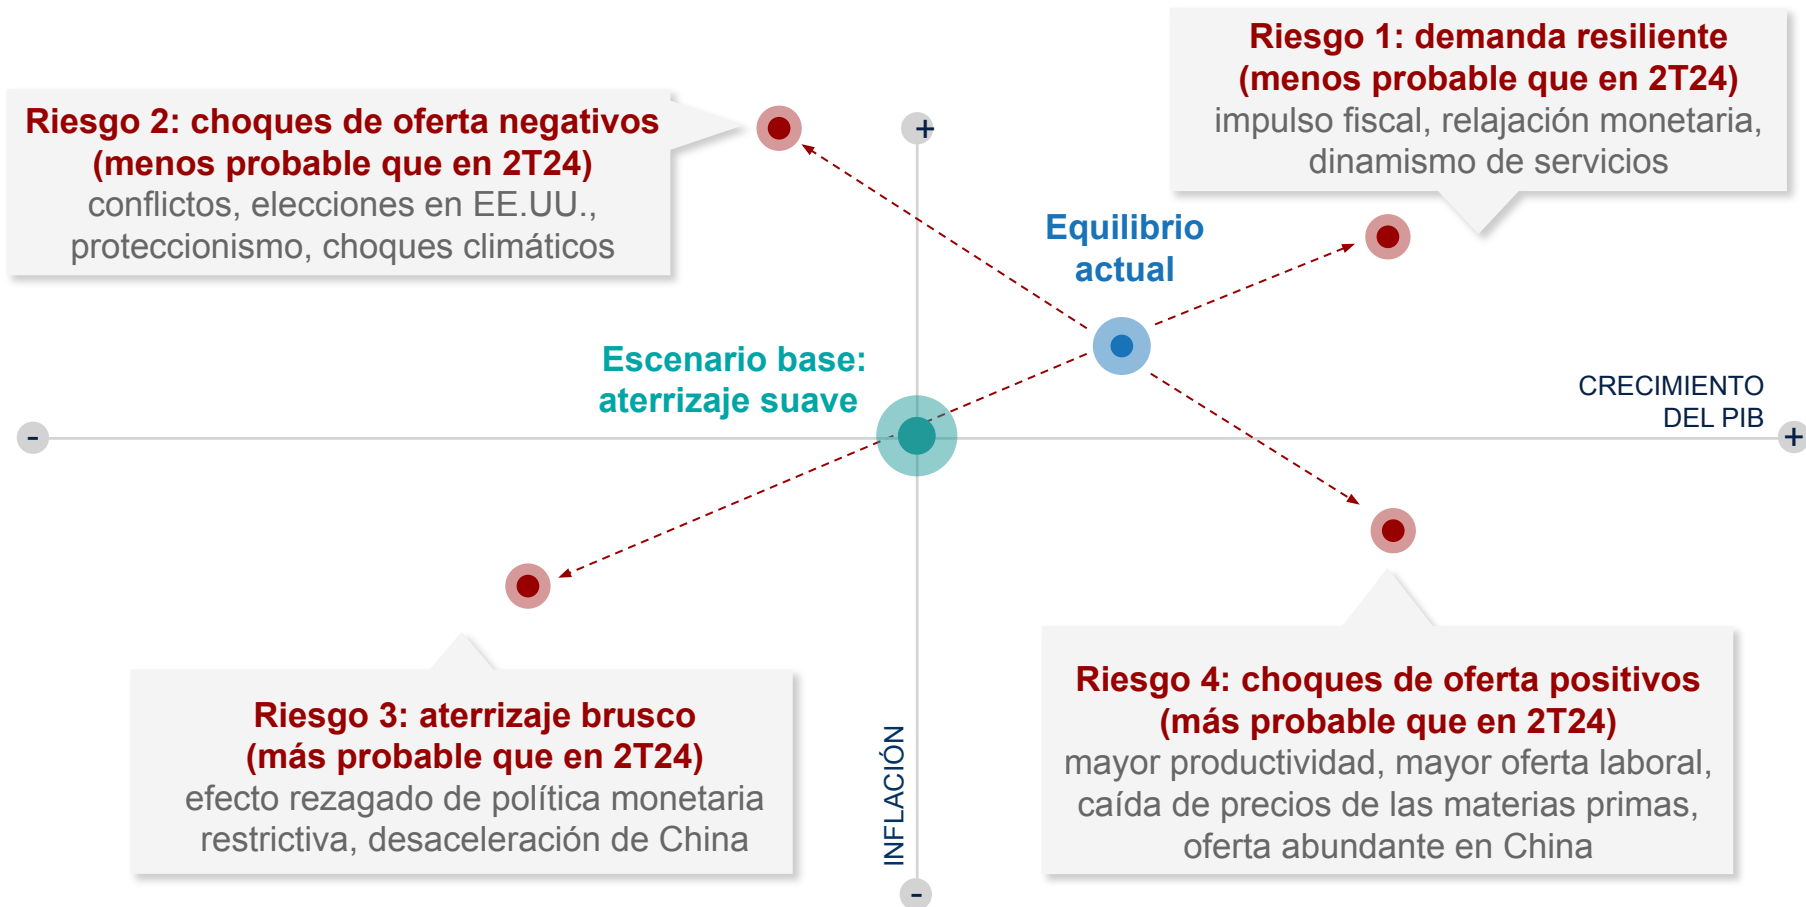 Riesgo 1: demanda resiliente
(menos probable que en 2T24)
impulso fiscal, relajación monetaria,
dinamismo de servicios
Riesgo 2: choques de oferta negativos
(menos probable que en 2T24)
conflictos, elecciones en EE.UU.,
proteccionismo, choques climáticos
+
Equilibrio
actual
Escenario base:
aterrizaje suave
CRECIMIENTO
DEL PIB
-
+
Riesgo 3: aterrizaje brusco
(más probable que en 2T24)
efecto rezagado de política monetaria
restrictiva, desaceleración de China
INFLACIÓN
-
Riesgo 4: choques de oferta positivos
(más probable que en 2T24)
mayor productividad, mayor oferta laboral,
caída de precios de las materias primas,
oferta abundante en China